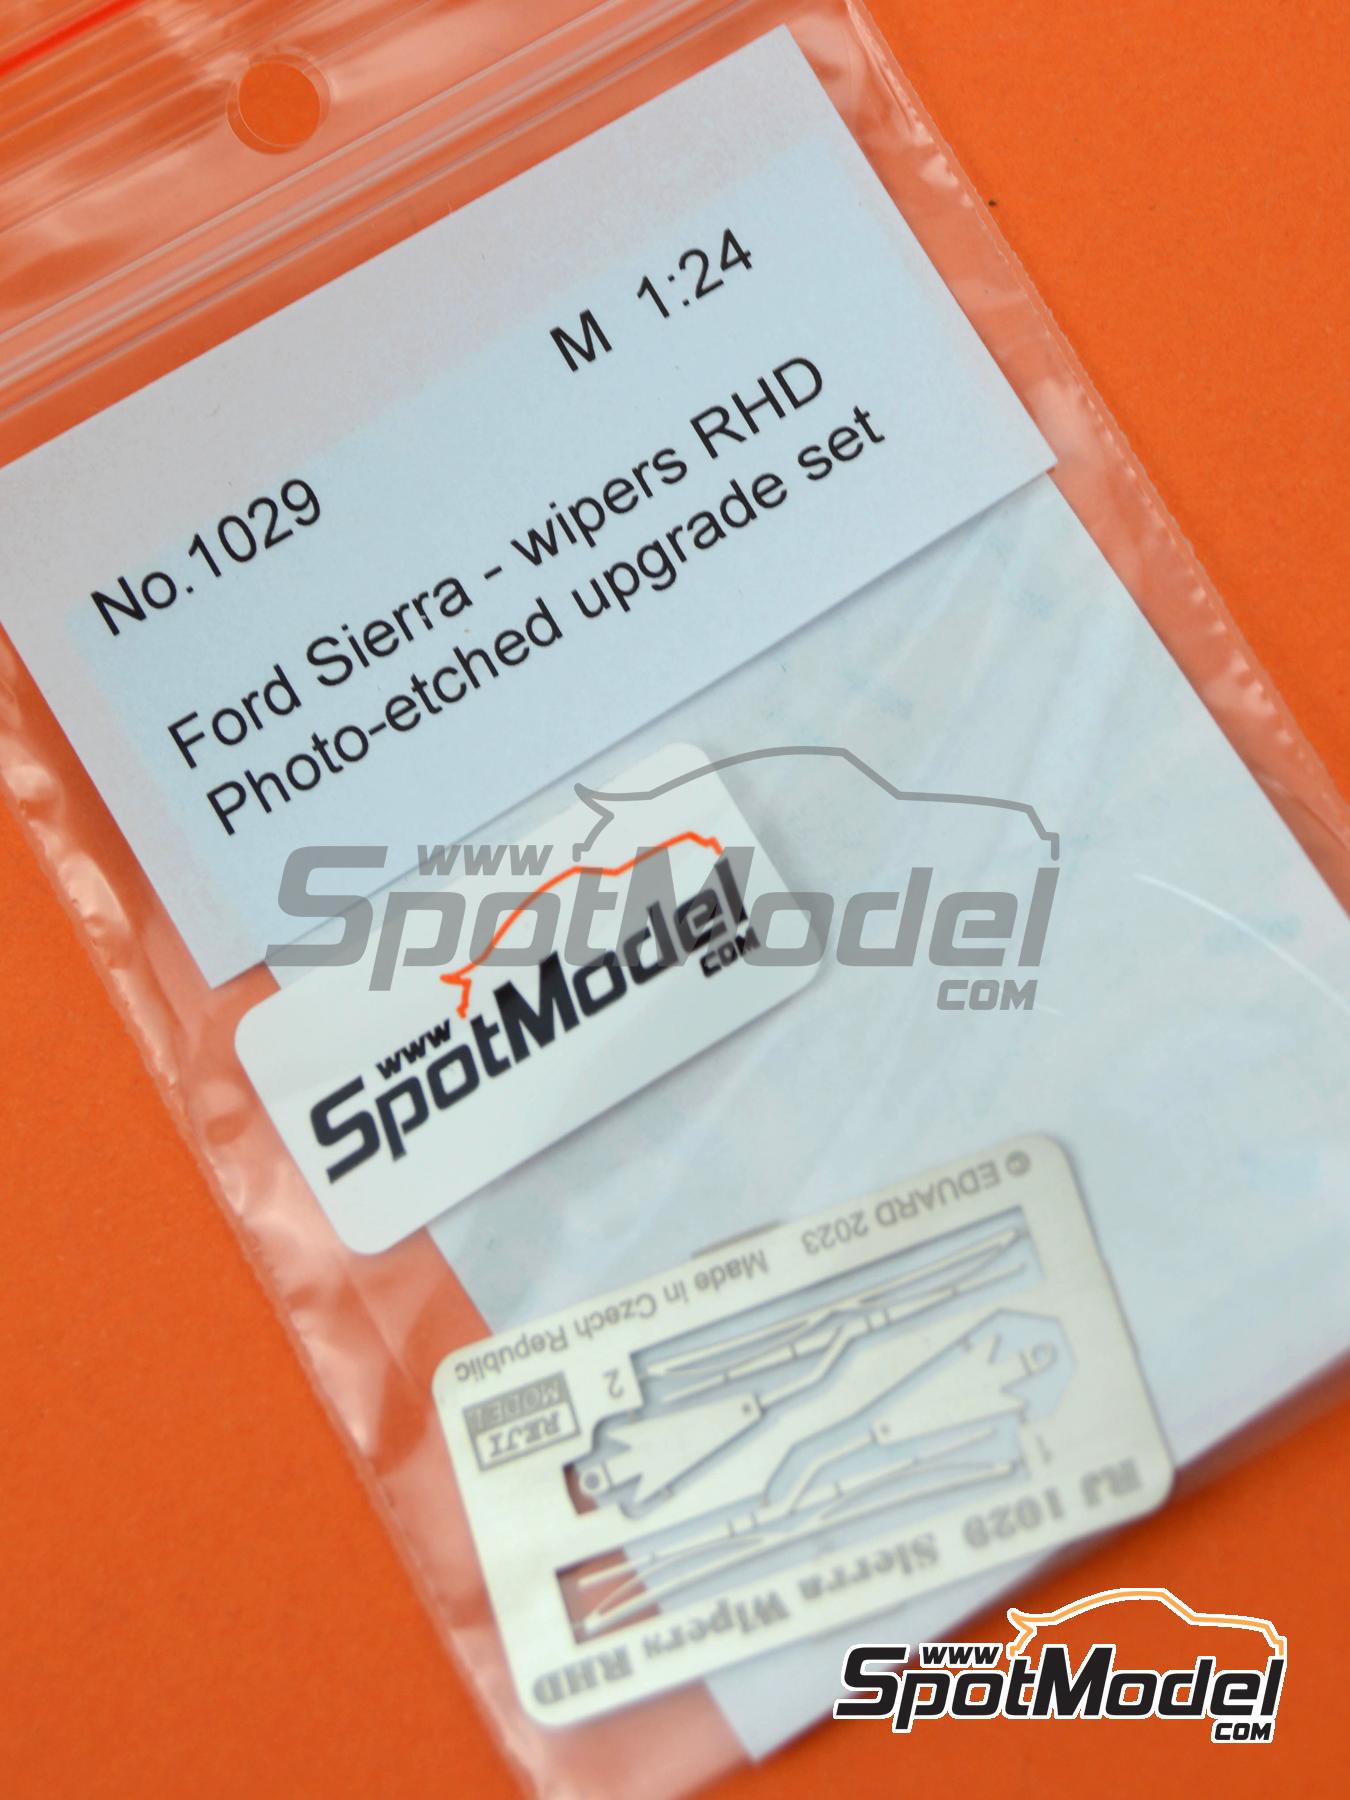 M 1:24
No.1029
Ford Sierra - wipers RHD
Photo-etched upgrade set
www
SpotModel
.COM
www
SpotModel
.COM
© EDUARD 2023
Made in Czech Republic
REJI
MODEL
2
1
RJ 1029 Sierra Wipers RHD
www
SpotModel
.COM